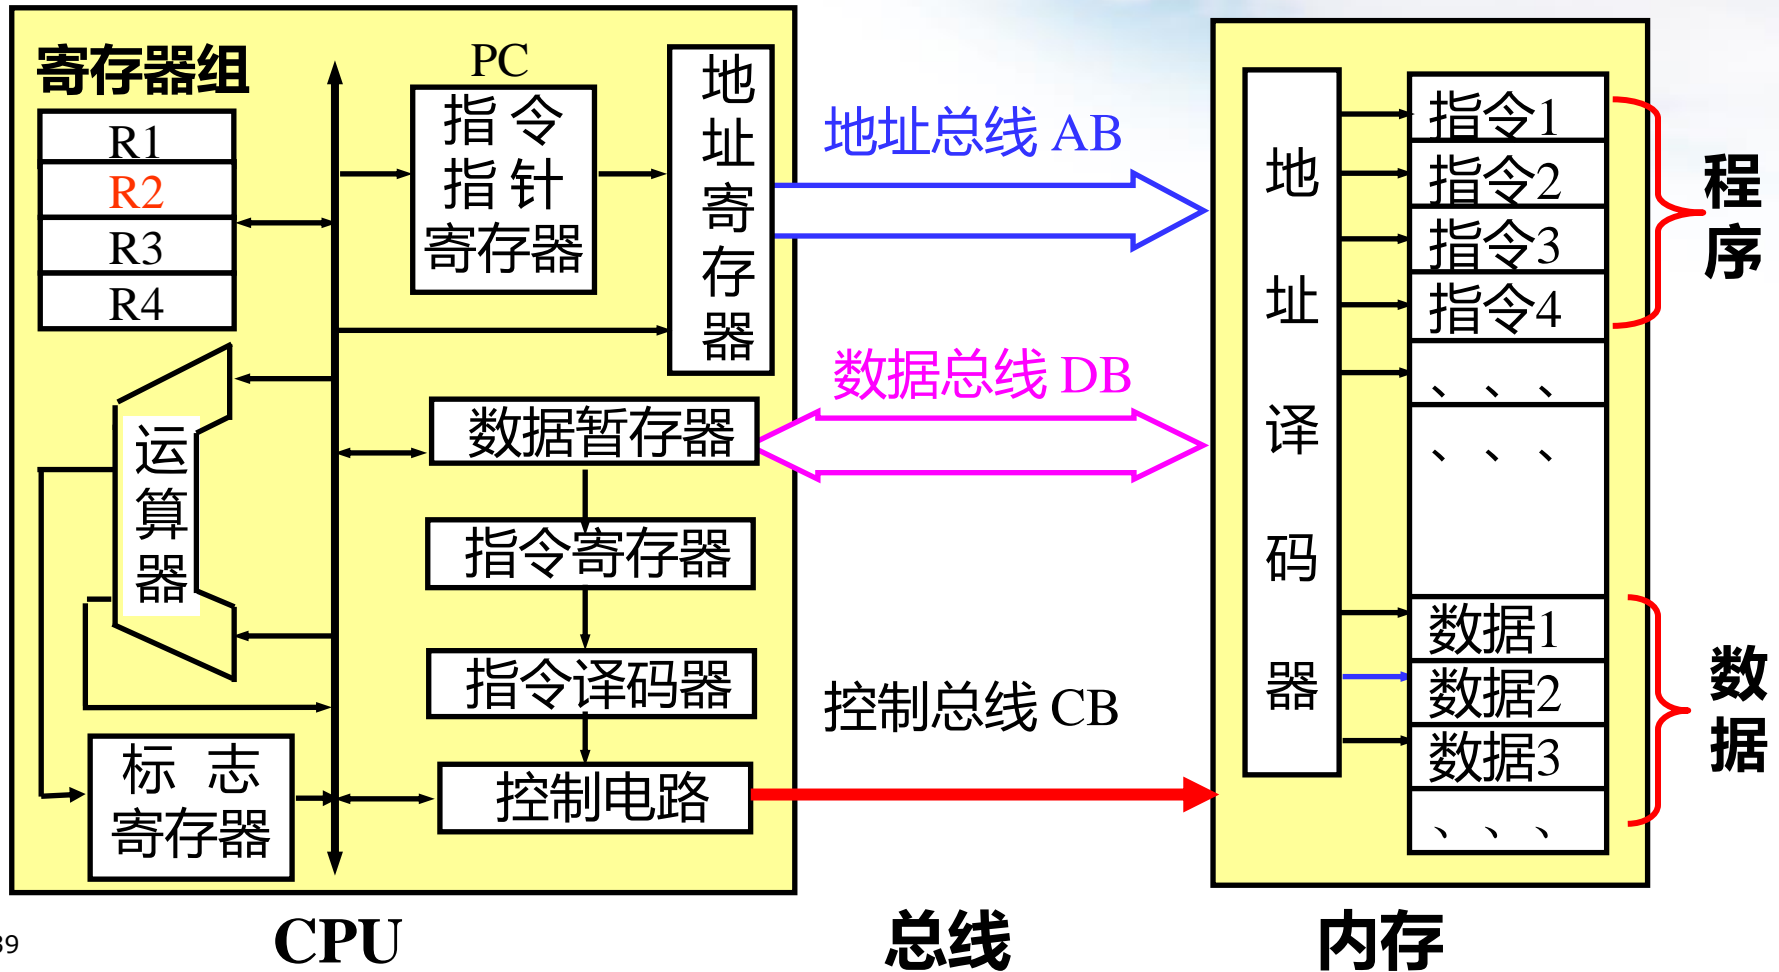 寄存器组
R1
R2
R3
R4
PC
指 令
指 针
寄存器
地
址
寄
存
器
运
算
器
数据暂存器
指令寄存器
指令译码器
控制电路
标 志
寄存器
地址总线 AB
数据总线 DB
控制总线 CB
地
址
译
码
器
指令1
指令2
指令3
指令4
、、、
、、、
数据1
数据2
数据3
、、、
程
序
数
据
CPU
总线
内存
39